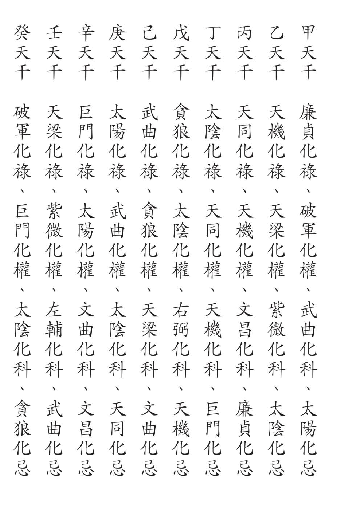 甲天干　廉貞化祿、破軍化權、武曲化科、太陽化忌
乙天干　天機化祿、天梁化權、紫微化科、太陰化忌
丙天干　天同化祿、天機化權、文昌化科、廉貞化忌
丁天干　太陰化祿、天同化權、天機化科、巨門化忌
戊天干　貪狼化祿、太陰化權、右弼化科、天機化忌
己天干　武曲化祿、貪狼化權、天梁化科、文曲化忌
庚天干　太陽化祿、武曲化權、太陰化科、天同化忌
辛天干　巨門化祿、太陽化權、文曲化科、文昌化忌
壬天干　天梁化祿、紫微化權、左輔化科、武曲化忌
癸天干　破軍化祿、巨門化權、太陰化科、貪狼化忌